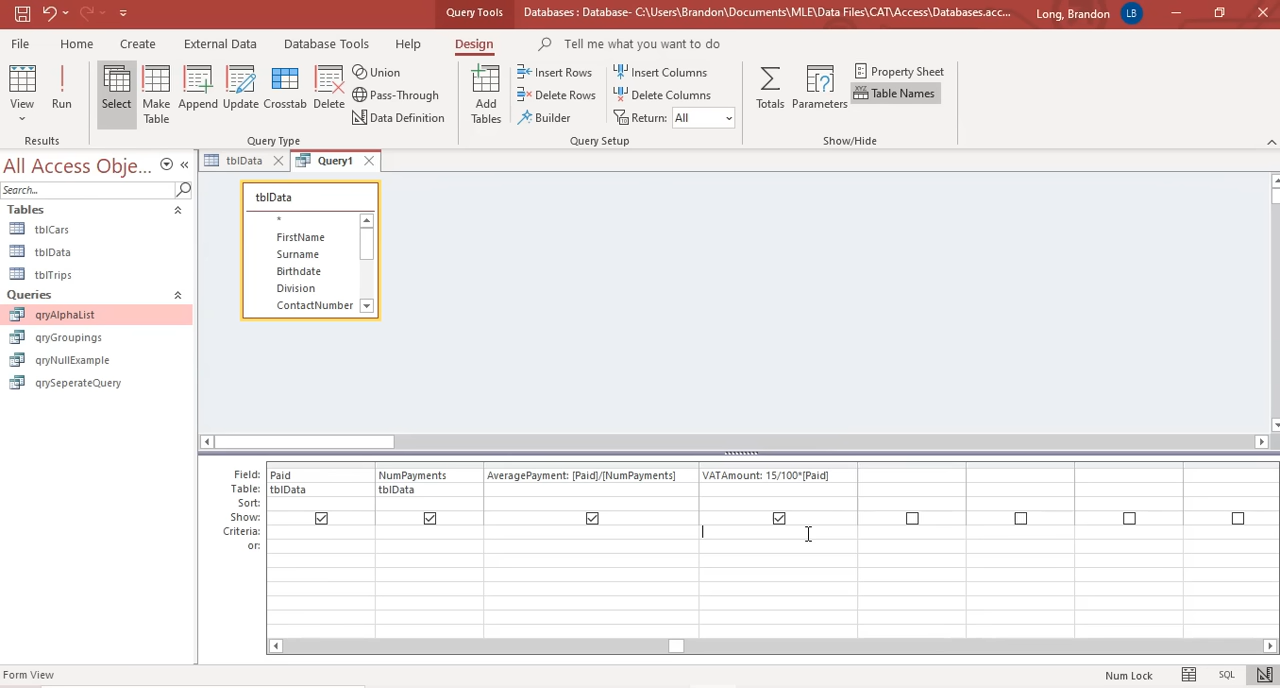 Query Tools Databases : Database- C:\Users\Brandon\Documents\MLE\Data Files\CAT\Access\Databases.acc... Long, Brandon LB
File Home Create External Data Database Tools Help Design Tell me what you want to do
View Run Select Make Table Append Update Crosstab Delete
Union
Pass-Through
Data Definition
Add Tables
Insert Rows
Delete Rows
Builder
Insert Columns
Delete Columns
Return: All
Totals Parameters
Property Sheet
XYZ Table Names
Results Query Type Query Setup Show/Hide
All Access Obje... «
Search...
Tables
tblCars
tblData
tblTrips
Queries
qryAlphaList
qryGroupings
qryNullExample
qrySeperateQuery
tblData Query1
tblData
*
FirstName
Surname
Birthdate
Division
ContactNumber
Field: Paid NumPayments AveragePayment: [Paid]/[NumPayments] VATAmount: 15/100*[Paid]
Table: tblData tblData
Sort:
Show:
Criteria:
or:
Form View Num Lock SQL